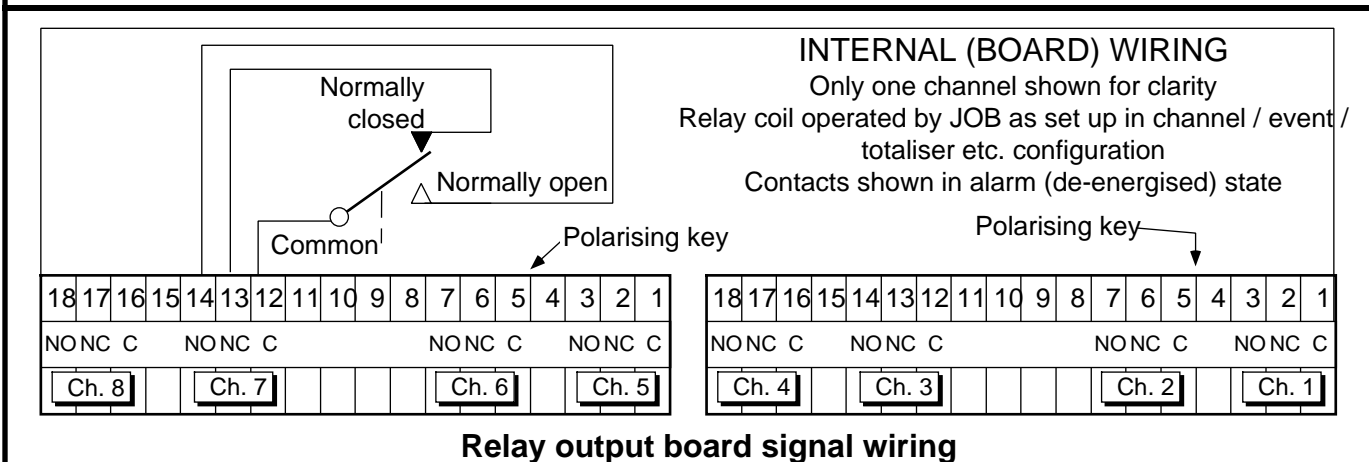 INTERNAL (BOARD) WIRING
Only one channel shown for clarity
Relay coil operated by JOB as set up in channel / event /
totaliser etc. configuration
Contacts shown in alarm (de-energised) state
Normally
closed
Normally open
Common
Polarising key
Polarising key
18 17 16 15 14 13 12 11 10 9 8 7 6 5 4 3 2 1
NO NC C NO NC C NO NC C NO NC C
Ch. 8 Ch. 7 Ch. 6 Ch. 5
18 17 16 15 14 13 12 11 10 9 8 7 6 5 4 3 2 1
NO NC C NO NC C NO NC C NO NC C
Ch. 4 Ch. 3 Ch. 2 Ch. 1
Relay output board signal wiring